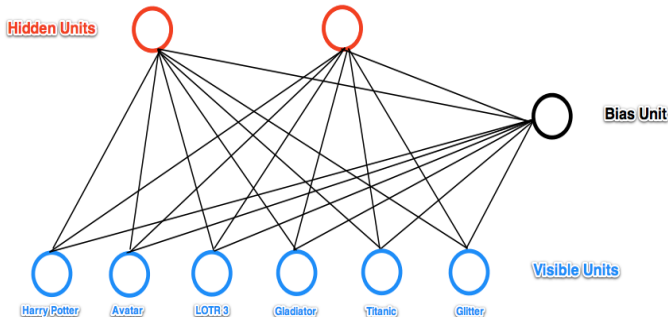 Hidden Units
Bias Unit
Visible Units
Harry Potter
Avatar
LOTR 3
Gladiator
Titanic
Glitter